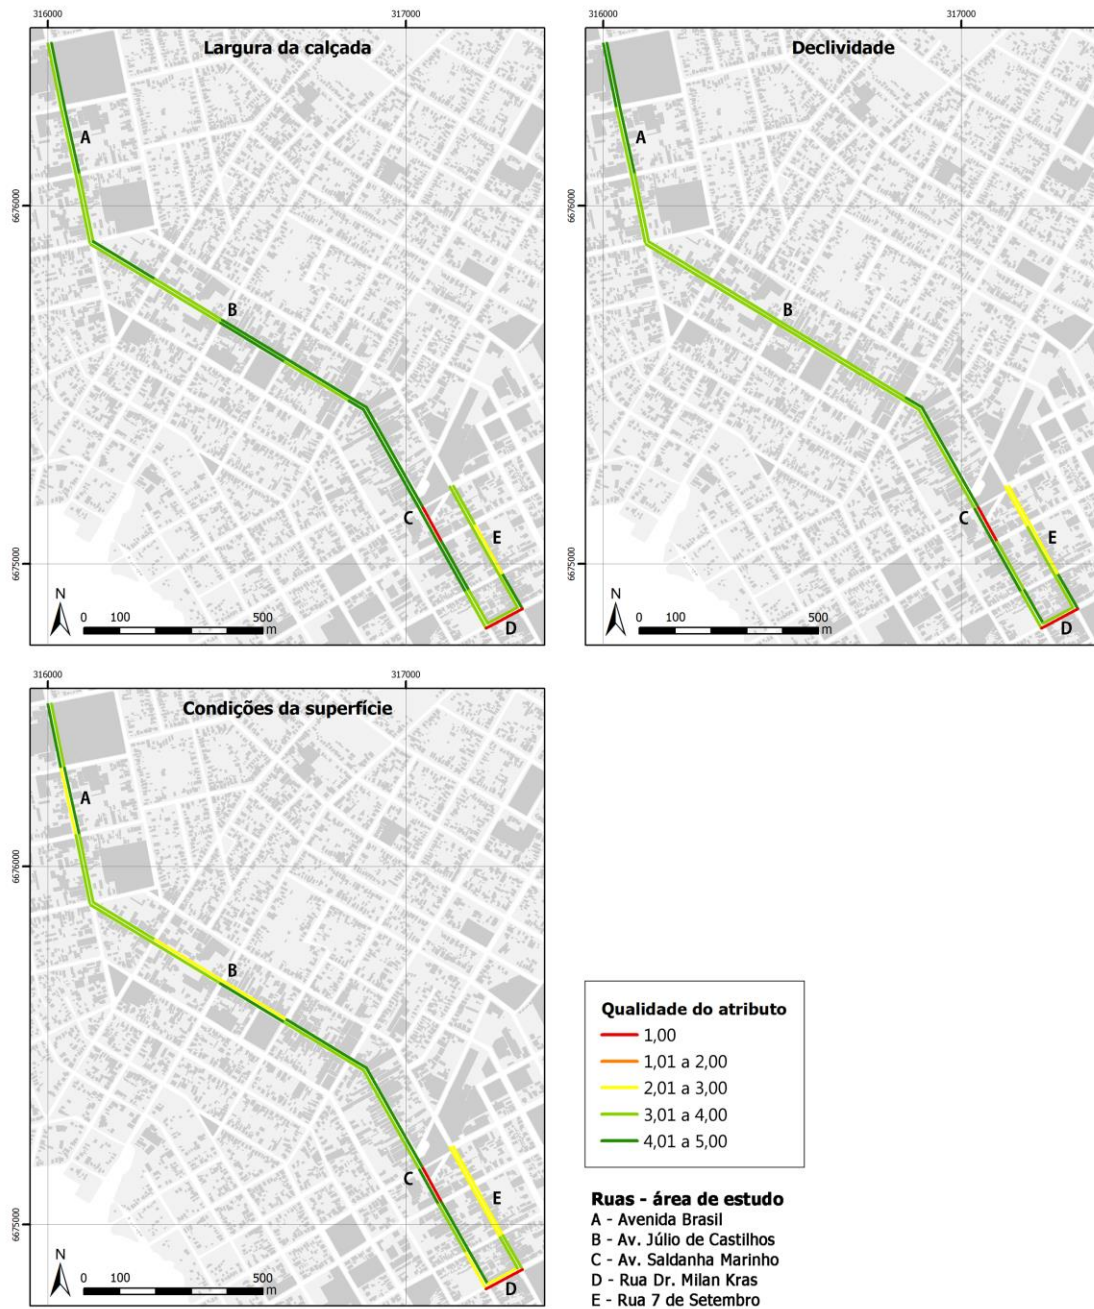 316000 317000
316000 317000
Largura da calçada
Declividade
A
A
6676000
6676000
B
B
C
C
E
E
6675000
6675000
N
0 100 500
m
D
N
0 100 500
m
D
316000 317000
Condições da superfície
A
6676000
B
C
E
6675000
N
0 100 500
m
D
Qualidade do atributo
1,00
1,01 a 2,00
2,01 a 3,00
3,01 a 4,00
4,01 a 5,00
Ruas - área de estudo
A - Avenida Brasil
B - Av. Júlio de Castilhos
C - Av. Saldanha Marinho
D - Rua Dr. Milan Kras
E - Rua 7 de Setembro